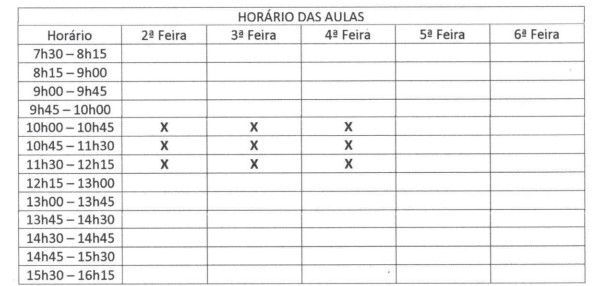 HORÁRIO DAS AULAS
Horário 2ª Feira 3ª Feira 4ª Feira 5ª Feira 6ª Feira
7h30 – 8h15
8h15 – 9h00
9h00 – 9h45
9h45 – 10h00
10h00 – 10h45 X X X
10h45 – 11h30 X X X
11h30 – 12h15 X X X
12h15 – 13h00
13h00 – 13h45
13h45 – 14h30
14h30 – 14h45
14h45 – 15h30
15h30 – 16h15